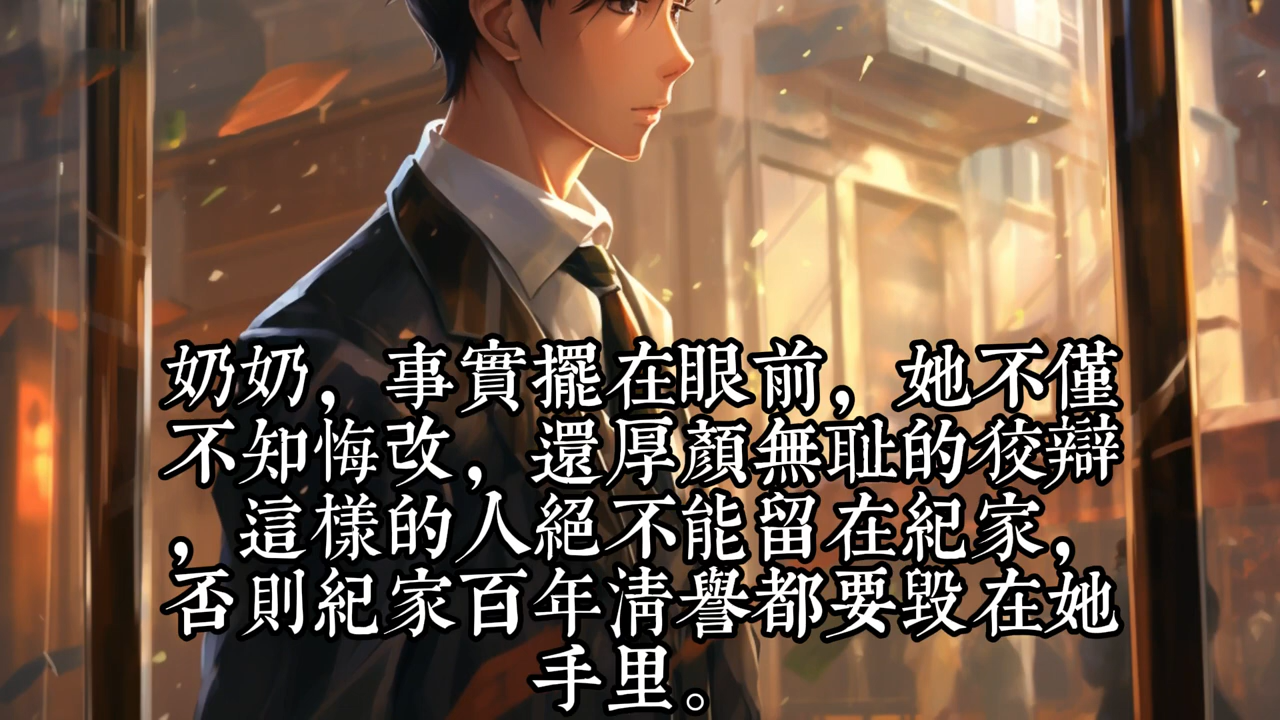 奶奶，事實擺在眼前，她不僅
不知悔改，還厚顏無耻的狡辯
，這樣的人絕不能留在紀家，
否則紀家百年清譽都要毀在她
手里。